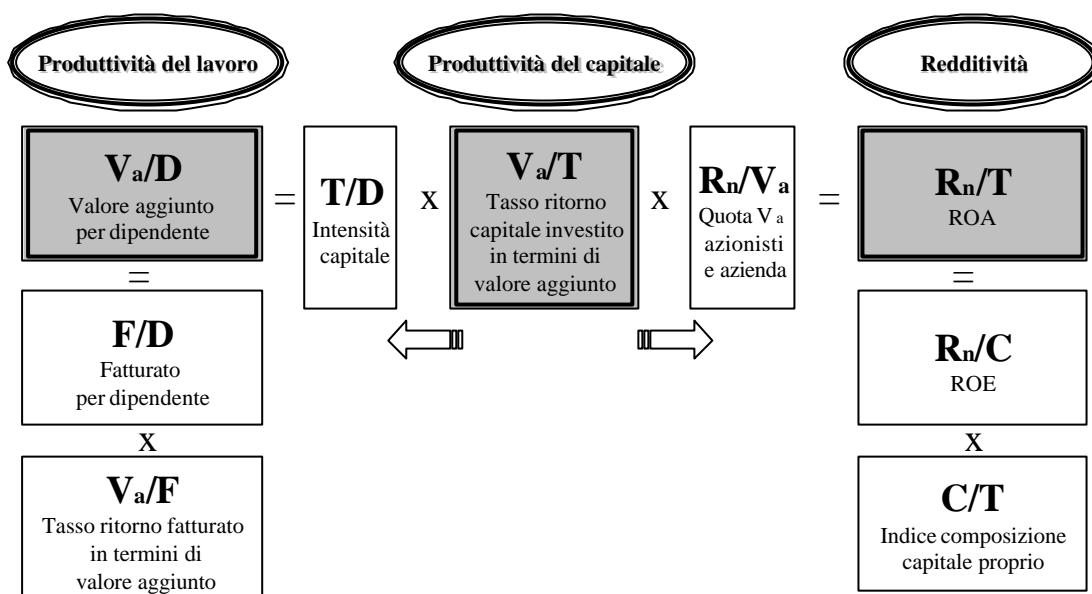 Produttività del lavoro
Produttività del capitale
Redditività
Va/D
Valore aggiunto
per dipendente
=
T/D
Intensità
capitale
x
Va/T
Tasso ritorno
capitale investito
in termini di
valore aggiunto
x
Rn/Va
Quota Va
azionisti
e azienda
=
Rn/T
ROA
=
F/D
Fatturato
per dipendente
x
Va/F
Tasso ritorno fatturato
in termini di
valore aggiunto
=
Rn/C
ROE
x
C/T
Indice composizione
capitale proprio